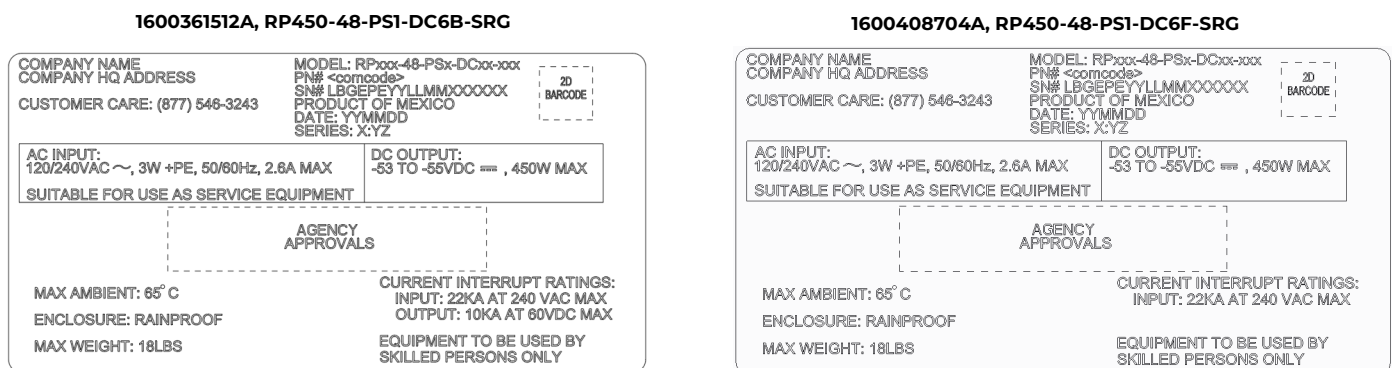 1600361512A, RP450-48-PS1-DC6B-SRG
COMPANY NAME
COMPANY HQ ADDRESS
CUSTOMER CARE: (877) 546-3243
MODEL: RPxxx-48-PSx-DCxx-xxx
PN# <comcode>
SN# LBGEPEYYLLMMXXXXXX
PRODUCT OF MEXICO
DATE: YYMMDD
SERIES: X:YZ
2D
BARCODE
AC INPUT:
120/240VAC ~, 3W +PE, 50/60Hz, 2.6A MAX
SUITABLE FOR USE AS SERVICE EQUIPMENT
DC OUTPUT:
-53 TO -55VDC ⎓ , 450W MAX
AGENCY
APPROVALS
MAX AMBIENT: 65° C
ENCLOSURE: RAINPROOF
MAX WEIGHT: 18LBS
CURRENT INTERRUPT RATINGS:
INPUT: 22KA AT 240 VAC MAX
OUTPUT: 10KA AT 60VDC MAX
EQUIPMENT TO BE USED BY
SKILLED PERSONS ONLY
1600408704A, RP450-48-PS1-DC6F-SRG
COMPANY NAME
COMPANY HQ ADDRESS
CUSTOMER CARE: (877) 546-3243
MODEL: RPxxx-48-PSx-DCxx-xxx
PN# <comcode>
SN# LBGEPEYYLLMMXXXXXX
PRODUCT OF MEXICO
DATE: YYMMDD
SERIES: X:YZ
2D
BARCODE
AC INPUT:
120/240VAC ~, 3W +PE, 50/60Hz, 2.6A MAX
SUITABLE FOR USE AS SERVICE EQUIPMENT
DC OUTPUT:
-53 TO -55VDC ⎓ , 450W MAX
AGENCY
APPROVALS
MAX AMBIENT: 65° C
ENCLOSURE: RAINPROOF
MAX WEIGHT: 18LBS
CURRENT INTERRUPT RATINGS:
INPUT: 22KA AT 240 VAC MAX
EQUIPMENT TO BE USED BY
SKILLED PERSONS ONLY